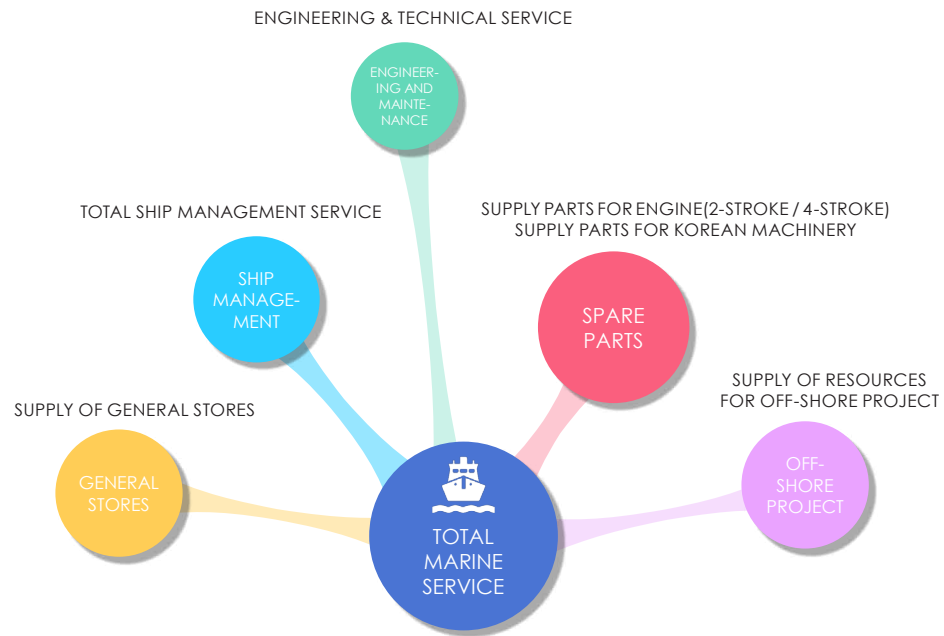 ENGINEERING & TECHNICAL SERVICE
ENGINEER-
ING AND
MAINTE-
NANCE
TOTAL SHIP MANAGEMENT SERVICE
SHIP
MANAGE-
MENT
SUPPLY PARTS FOR ENGINE(2-STROKE / 4-STROKE)
SUPPLY PARTS FOR KOREAN MACHINERY
SPARE
PARTS
SUPPLY OF GENERAL STORES
GENERAL
STORES
SUPPLY OF RESOURCES
FOR OFF-SHORE PROJECT
OFF-
SHORE
PROJECT
TOTAL
MARINE
SERVICE